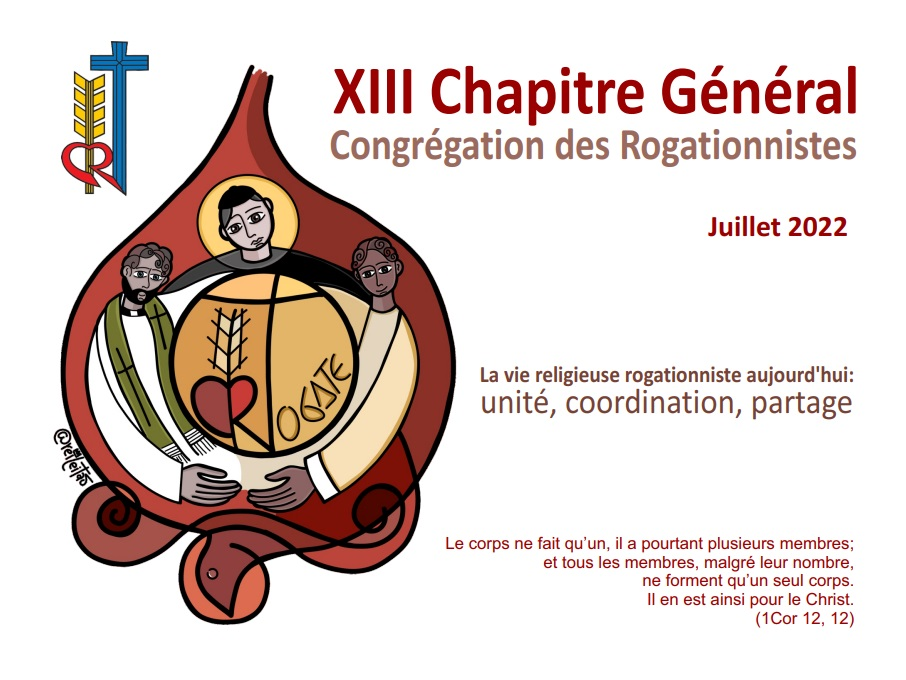 XIII Chapitre Général
Congrégation des Rogationnistes
Juillet 2022
ROGATE
@reileitão
La vie religieuse rogationniste aujourd'hui:
unité, coordination, partage
Le corps ne fait qu’un, il a pourtant plusieurs membres;
et tous les membres, malgré leur nombre,
ne forment qu’un seul corps.
Il en est ainsi pour le Christ.
(1Cor 12, 12)